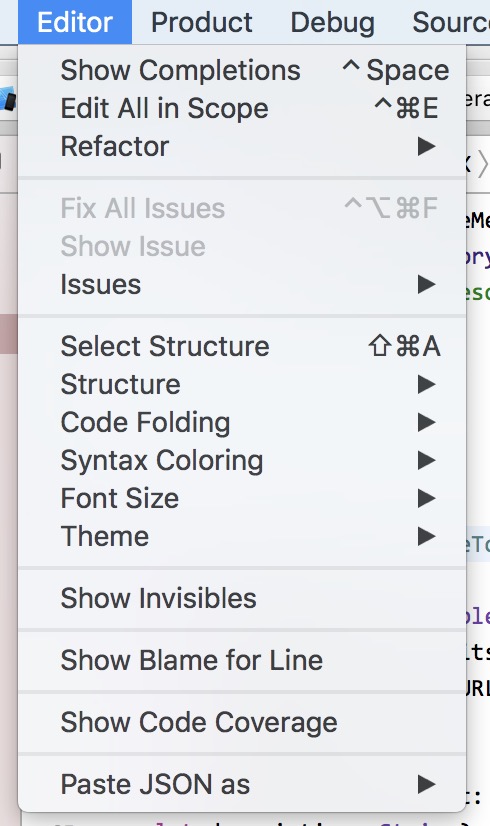 Editor Product Debug
Show Completions ^ Space
Edit All in Scope ^⌘E
Refactor ▶
Fix All Issues ^⌥⌘F
Show Issue
Issues ▶
Select Structure ⇧⌘A
Structure ▶
Code Folding ▶
Syntax Coloring ▶
Font Size ▶
Theme ▶
Show Invisibles
Show Blame for Line
Show Code Coverage
Paste JSON as ▶